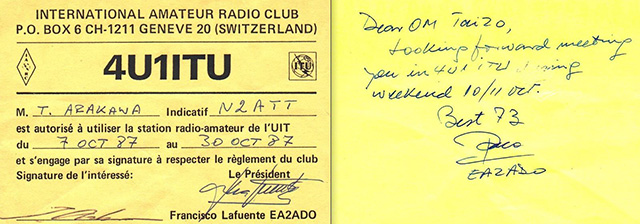 INTERNATIONAL AMATEUR RADIO CLUB
P.O. BOX 6 CH-1211 GENEVE 20 (SWITZERLAND)
4U1ITU
ITU
M. T. ARAKAWA Indicatif N2ATT
est autorisé à utiliser la station radio-amateur de l'UIT
du 7 OCT 87 au 30 OCT 87
et s'engage par sa signature à respecter le règlement du club
Signature de l'intéressé: Le Président
Francisco Lafuente EA2ADO
Dear OM Taizo,
Looking forward meeting
you in 4U1ITU during
weekend 10/11 oct.
Best 73
Paco
EA2ADO